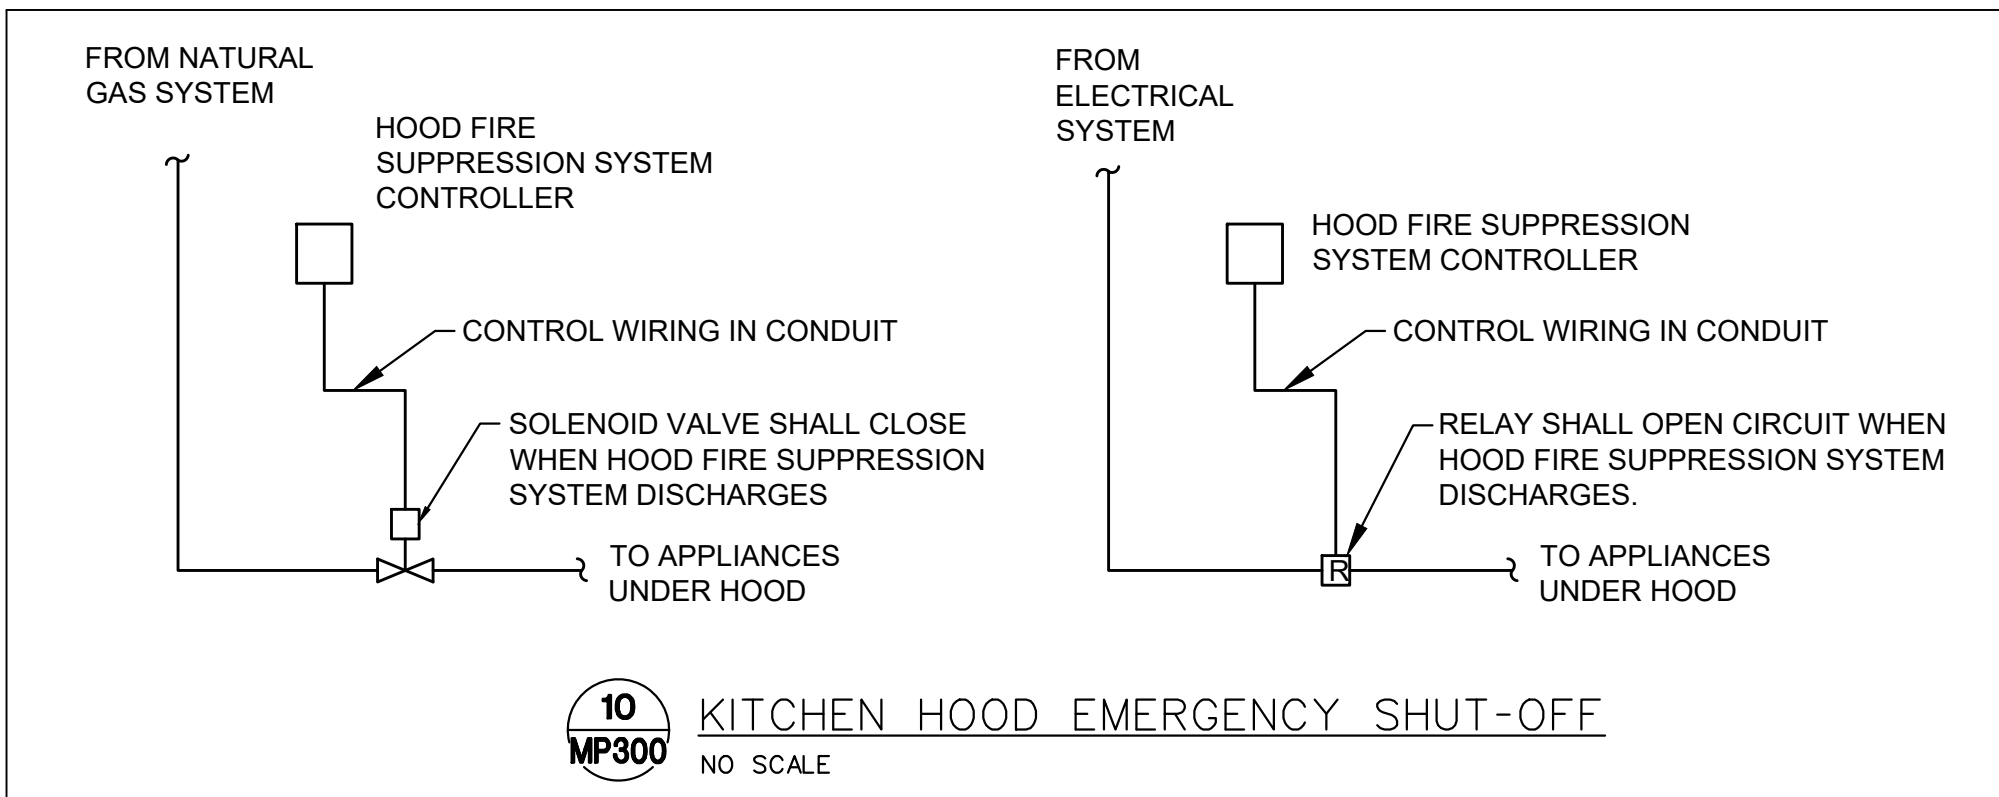 FROM NATURAL
GAS SYSTEM
HOOD FIRE
SUPPRESSION SYSTEM
CONTROLLER
CONTROL WIRING IN CONDUIT
SOLENOID VALVE SHALL CLOSE
WHEN HOOD FIRE SUPPRESSION
SYSTEM DISCHARGES
TO APPLIANCES
UNDER HOOD
FROM
ELECTRICAL
SYSTEM
HOOD FIRE SUPPRESSION
SYSTEM CONTROLLER
CONTROL WIRING IN CONDUIT
RELAY SHALL OPEN CIRCUIT WHEN
HOOD FIRE SUPPRESSION SYSTEM
DISCHARGES.
R
TO APPLIANCES
UNDER HOOD
10
MP300
KITCHEN HOOD EMERGENCY SHUT-OFF
NO SCALE